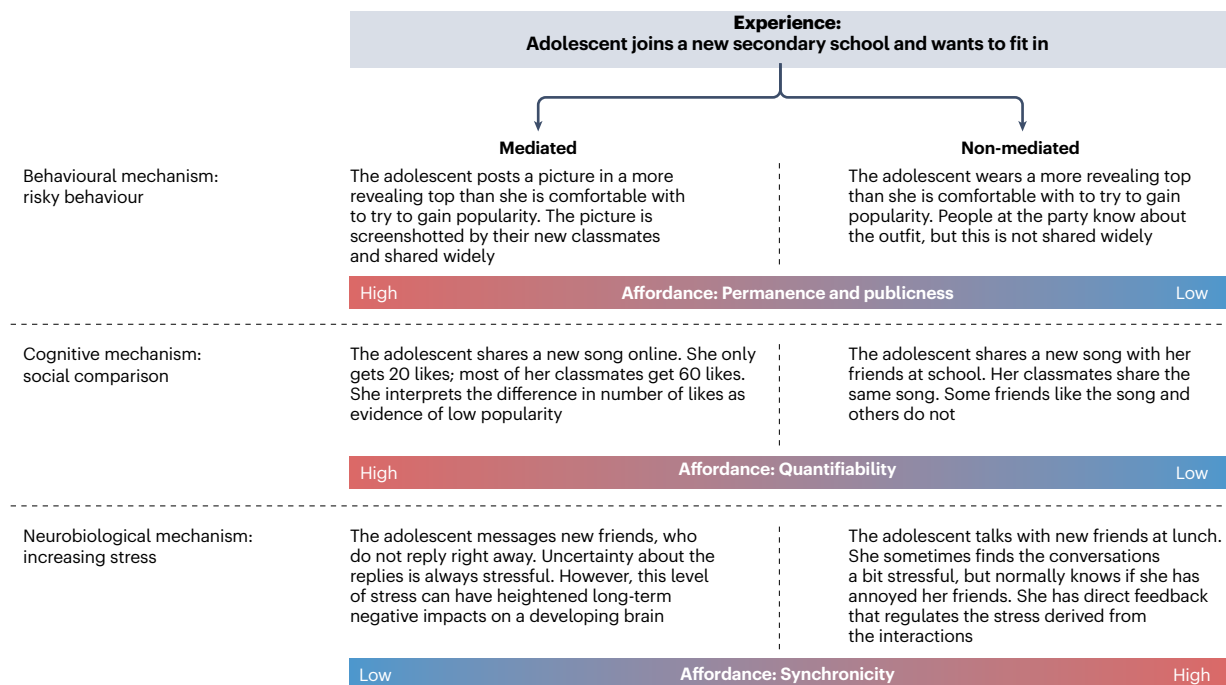 Experience:
Adolescent joins a new secondary school and wants to fit in
Mediated
Non-mediated
Behavioural mechanism:
risky behaviour
The adolescent posts a picture in a more
revealing top than she is comfortable with
to try to gain popularity. The picture is
screenshotted by their new classmates
and shared widely
The adolescent wears a more revealing top
than she is comfortable with to try to gain
popularity. People at the party know about
the outfit, but this is not shared widely
High
Affordance: Permanence and publicness
Low
Cognitive mechanism:
social comparison
The adolescent shares a new song online. She only
gets 20 likes; most of her classmates get 60 likes.
She interprets the difference in number of likes as
evidence of low popularity
The adolescent shares a new song with her
friends at school. Her classmates share the
same song. Some friends like the song and
others do not
High
Affordance: Quantifiability
Low
Neurobiological mechanism:
increasing stress
The adolescent messages new friends, who
do not reply right away. Uncertainty about the
replies is always stressful. However, this level
of stress can have heightened long-term
negative impacts on a developing brain
The adolescent talks with new friends at lunch.
She sometimes finds the conversations
a bit stressful, but normally knows if she has
annoyed her friends. She has direct feedback
that regulates the stress derived from
the interactions
Low
Affordance: Synchronicity
High